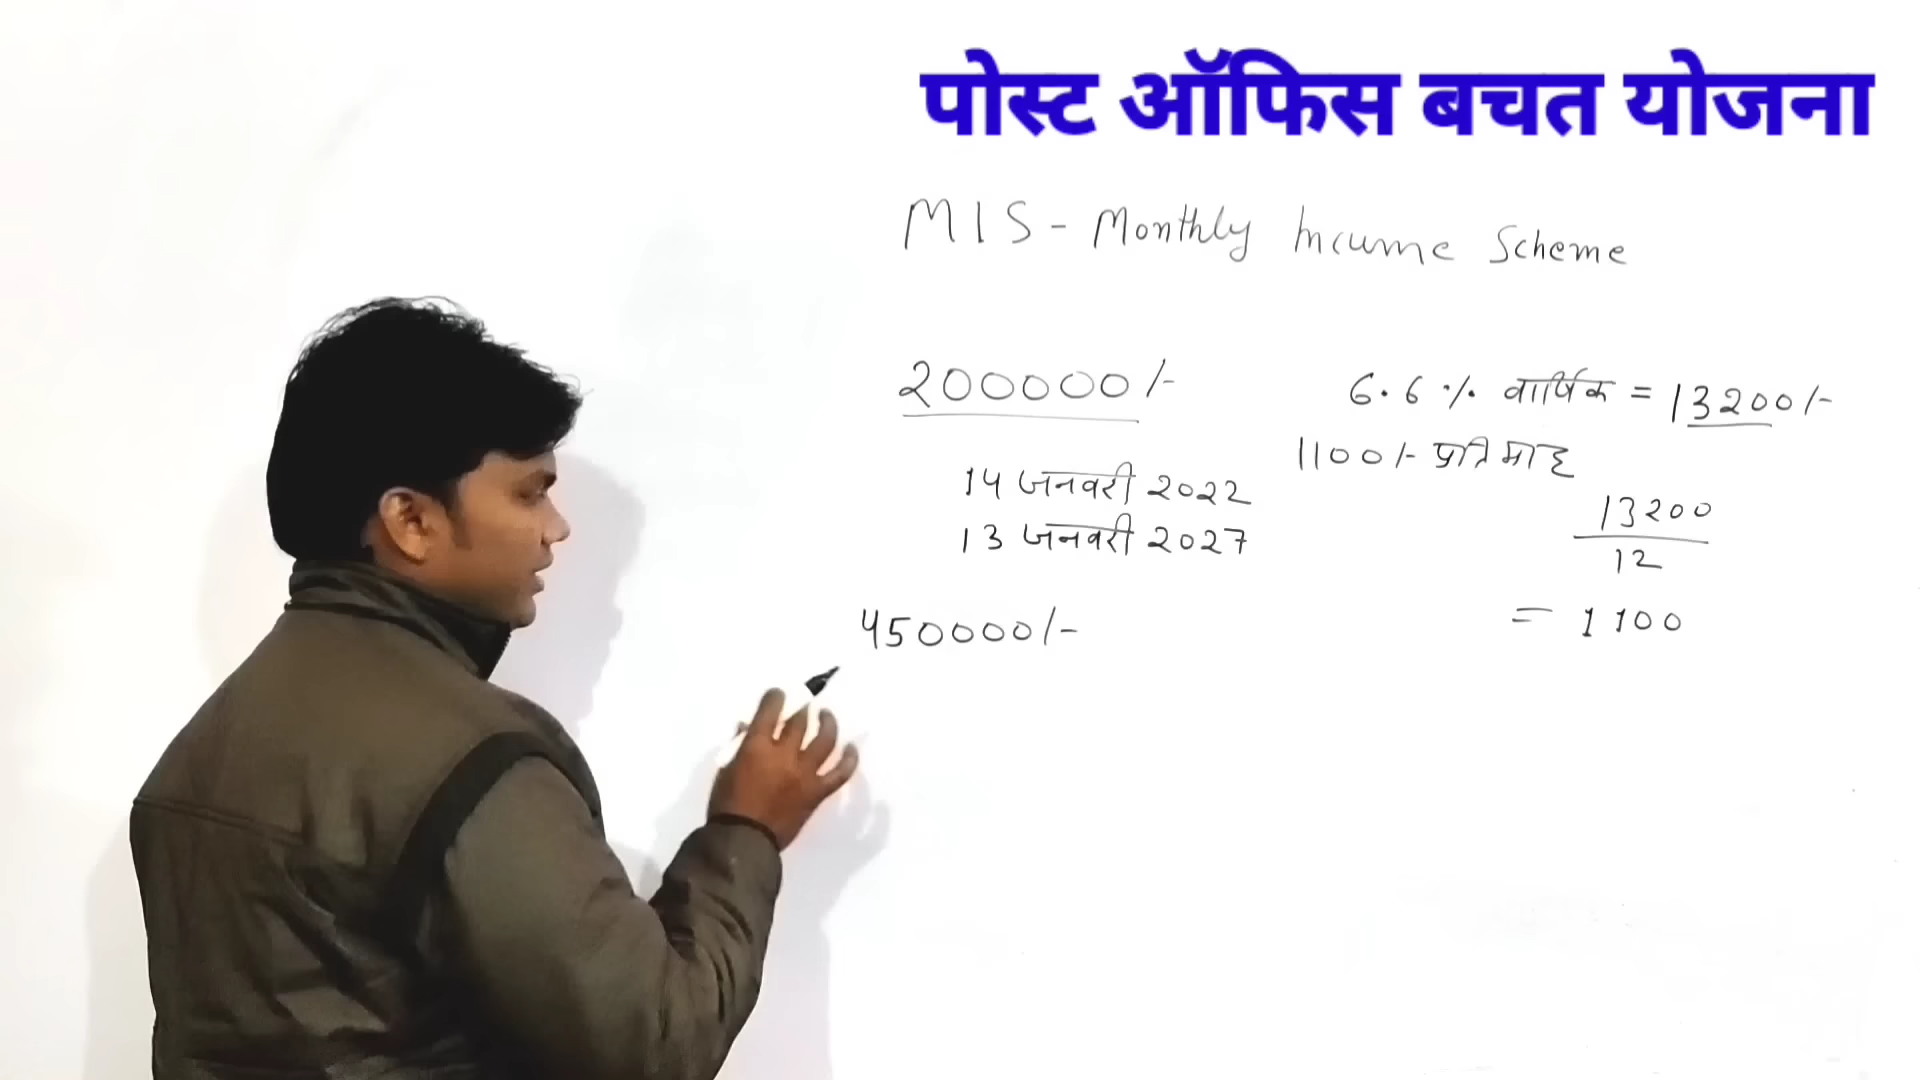 पोस्ट ऑफिस बचत योजना
MIS - Monthly Income Scheme
200000/-
6.6% वार्षिक = 13200/-
1100/- प्रति माह
14 जनवरी 2022
13 जनवरी 2027
13200
12
= 1100
450000/-